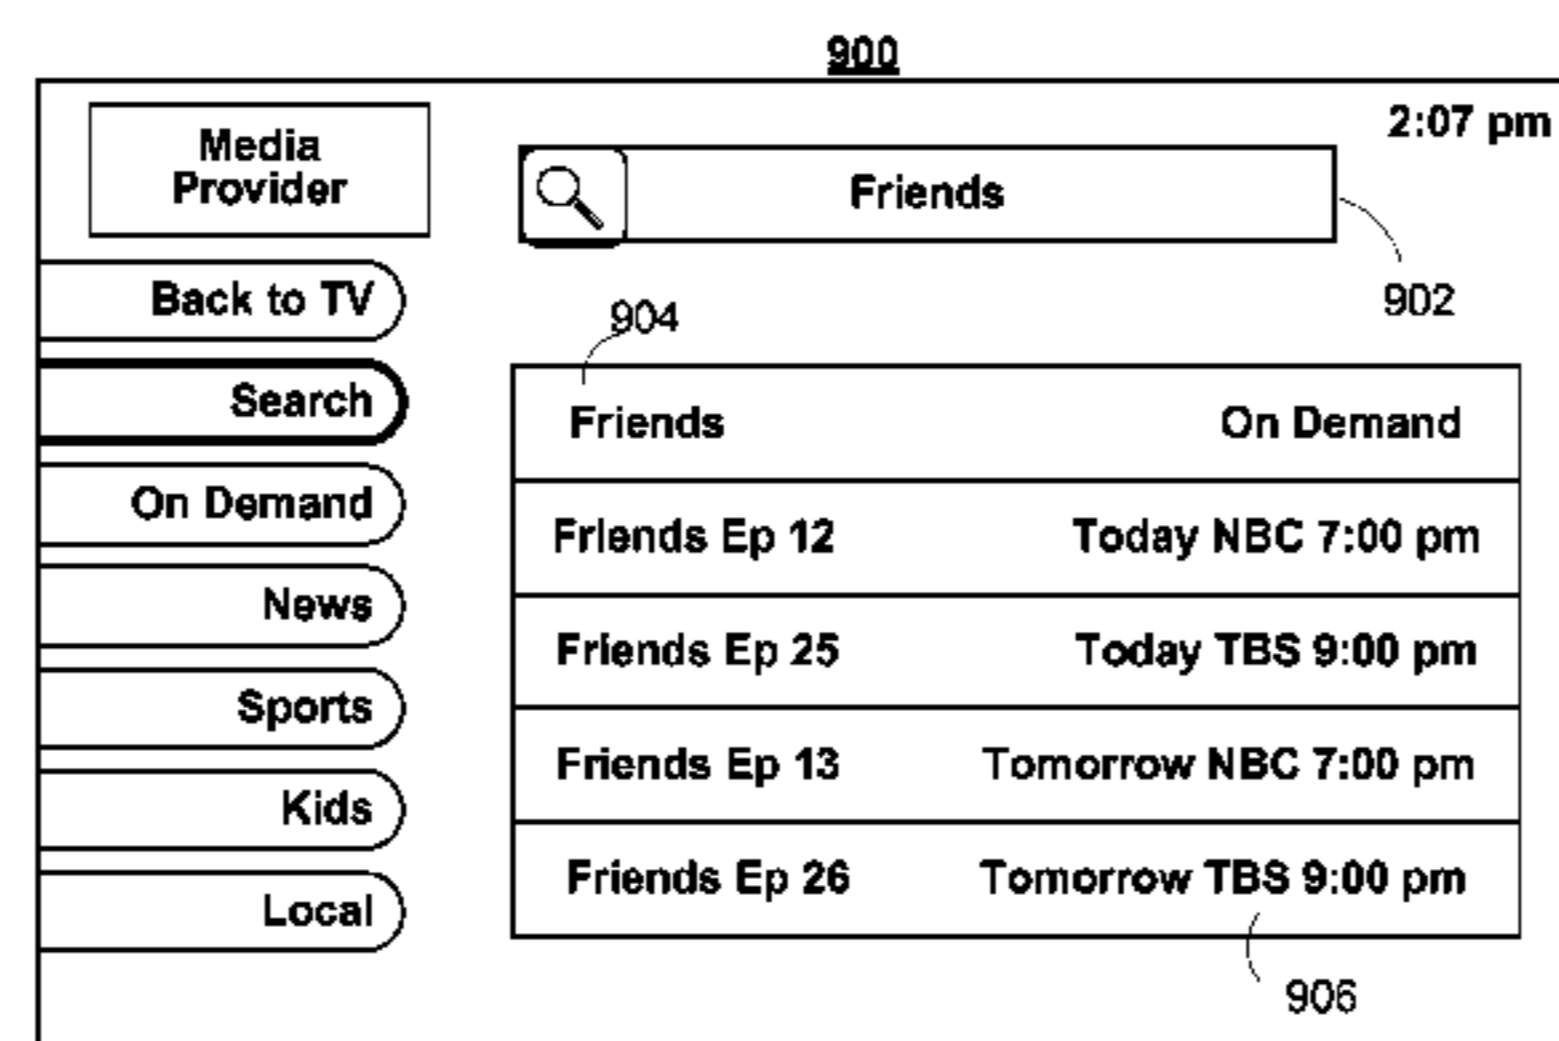 900
2:07 pm
Media
Provider
Friends
902
Back to TV
Search
On Demand
News
Sports
Kids
Local
904
Friends On Demand
Friends Ep 12 Today NBC 7:00 pm
Friends Ep 25 Today TBS 9:00 pm
Friends Ep 13 Tomorrow NBC 7:00 pm
Friends Ep 26 Tomorrow TBS 9:00 pm
906